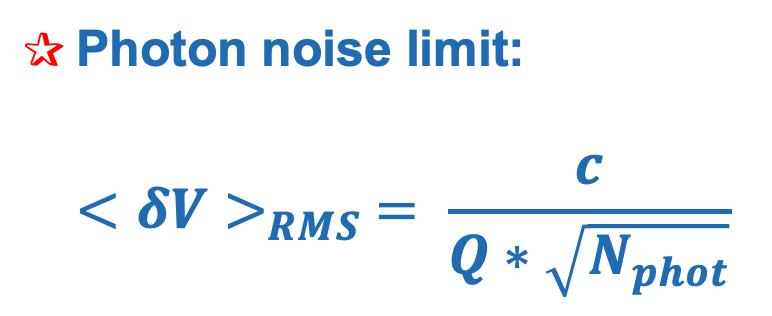 Photon noise limit:
< δV >RMS = c / Q * √Nphot